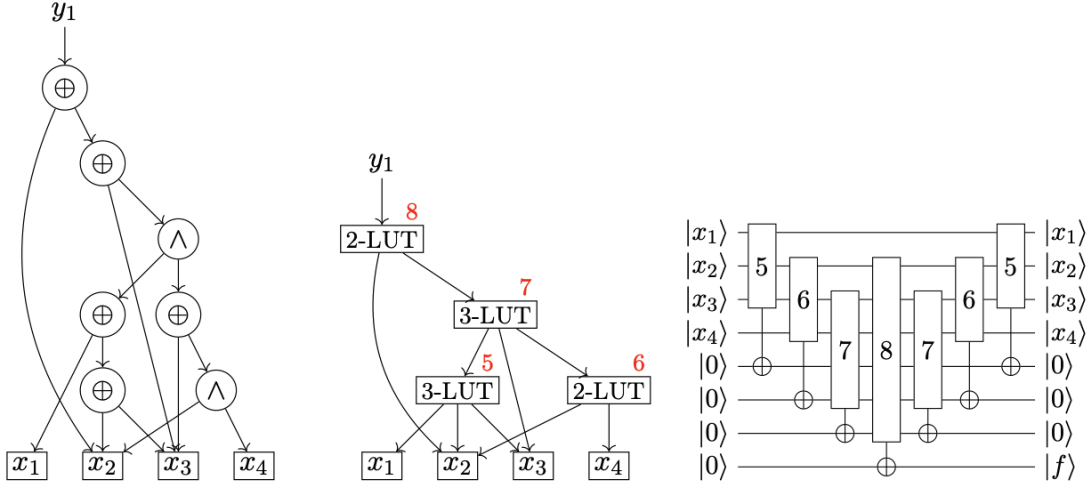 y₁
⊕
⊕
∧
⊕ ⊕
⊕ ∧
x₁ x₂ x₃ x₄
y₁
8
2-LUT
7
3-LUT
5 6
3-LUT 2-LUT
x₁ x₂ x₃ x₄
|x₁⟩ |x₁⟩
|x₂⟩ 5 5 |x₂⟩
|x₃⟩ 6 6 |x₃⟩
|x₄⟩ 7 8 7 |x₄⟩
|0⟩ |0⟩
|0⟩ |0⟩
|0⟩ |0⟩
|0⟩ |f⟩